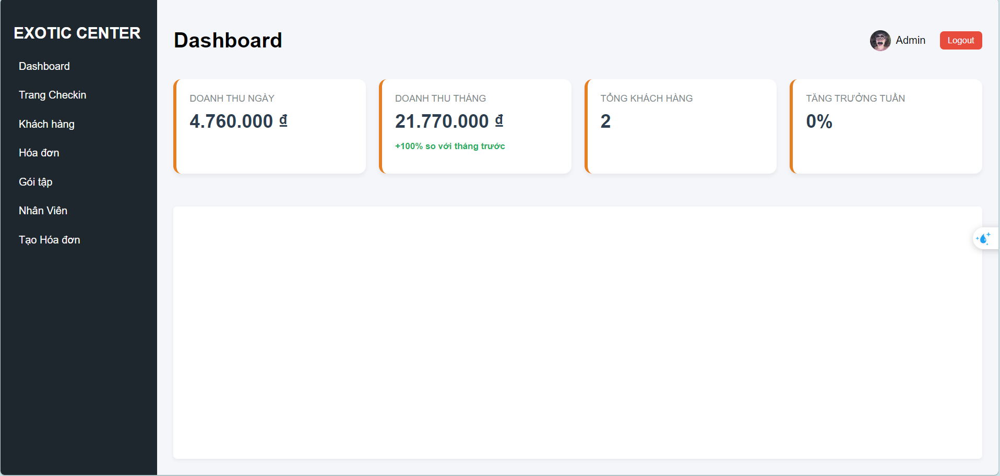 EXOTIC CENTER
Dashboard
Trang Checkin
Khách hàng
Hóa đơn
Gói tập
Nhân Viên
Tạo Hóa đơn
Dashboard
Admin
Logout
DOANH THU NGÀY
4.760.000 ₫
DOANH THU THÁNG
21.770.000 ₫
+100% so với tháng trước
TỔNG KHÁCH HÀNG
2
TĂNG TRƯỞNG TUẦN
0%